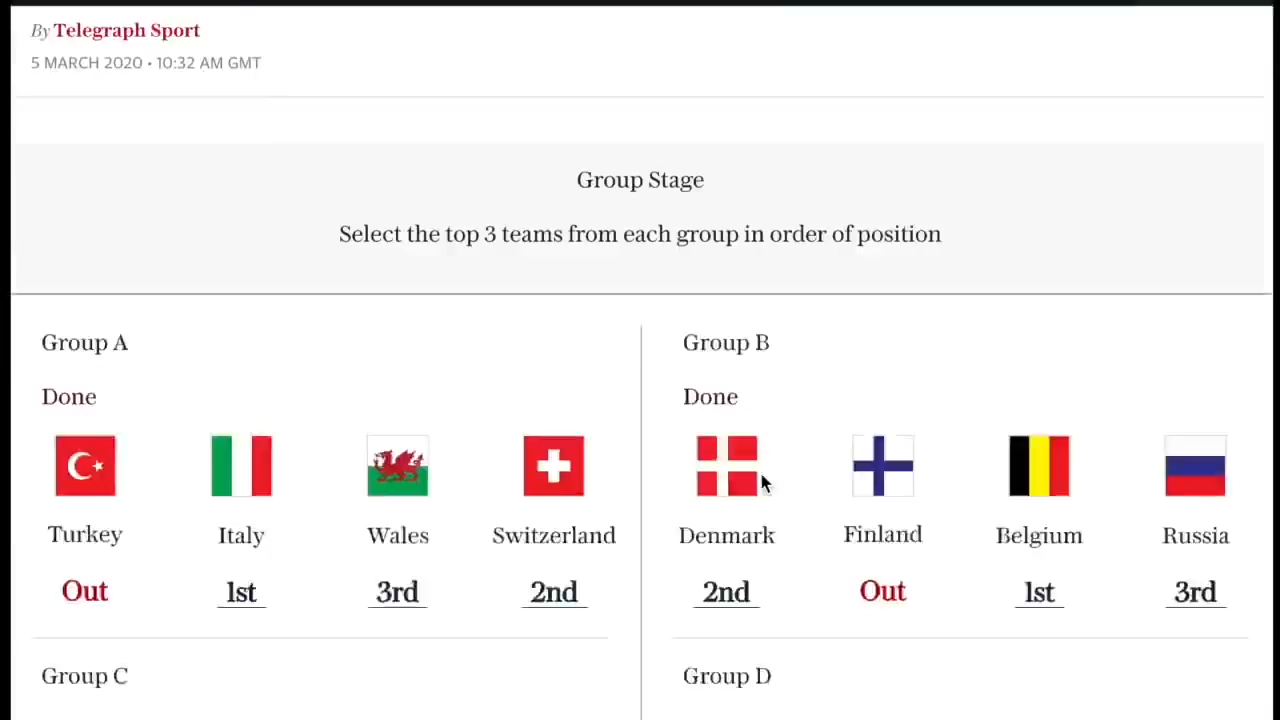 By Telegraph Sport
5 MARCH 2020 • 10:32 AM GMT
Group Stage
Select the top 3 teams from each group in order of position
Group A
Done
Turkey Italy Wales Switzerland
Out 1st 3rd 2nd
Group B
Done
Denmark Finland Belgium Russia
2nd Out 1st 3rd
Group C
Group D